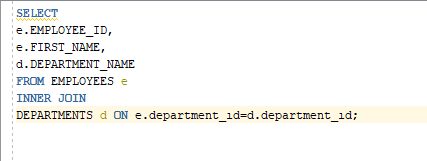 SELECT
e.EMPLOYEE_ID,
e.FIRST_NAME,
d.DEPARTMENT_NAME
FROM EMPLOYEES e
INNER JOIN
DEPARTMENTS d ON e.department_id=d.department_id;